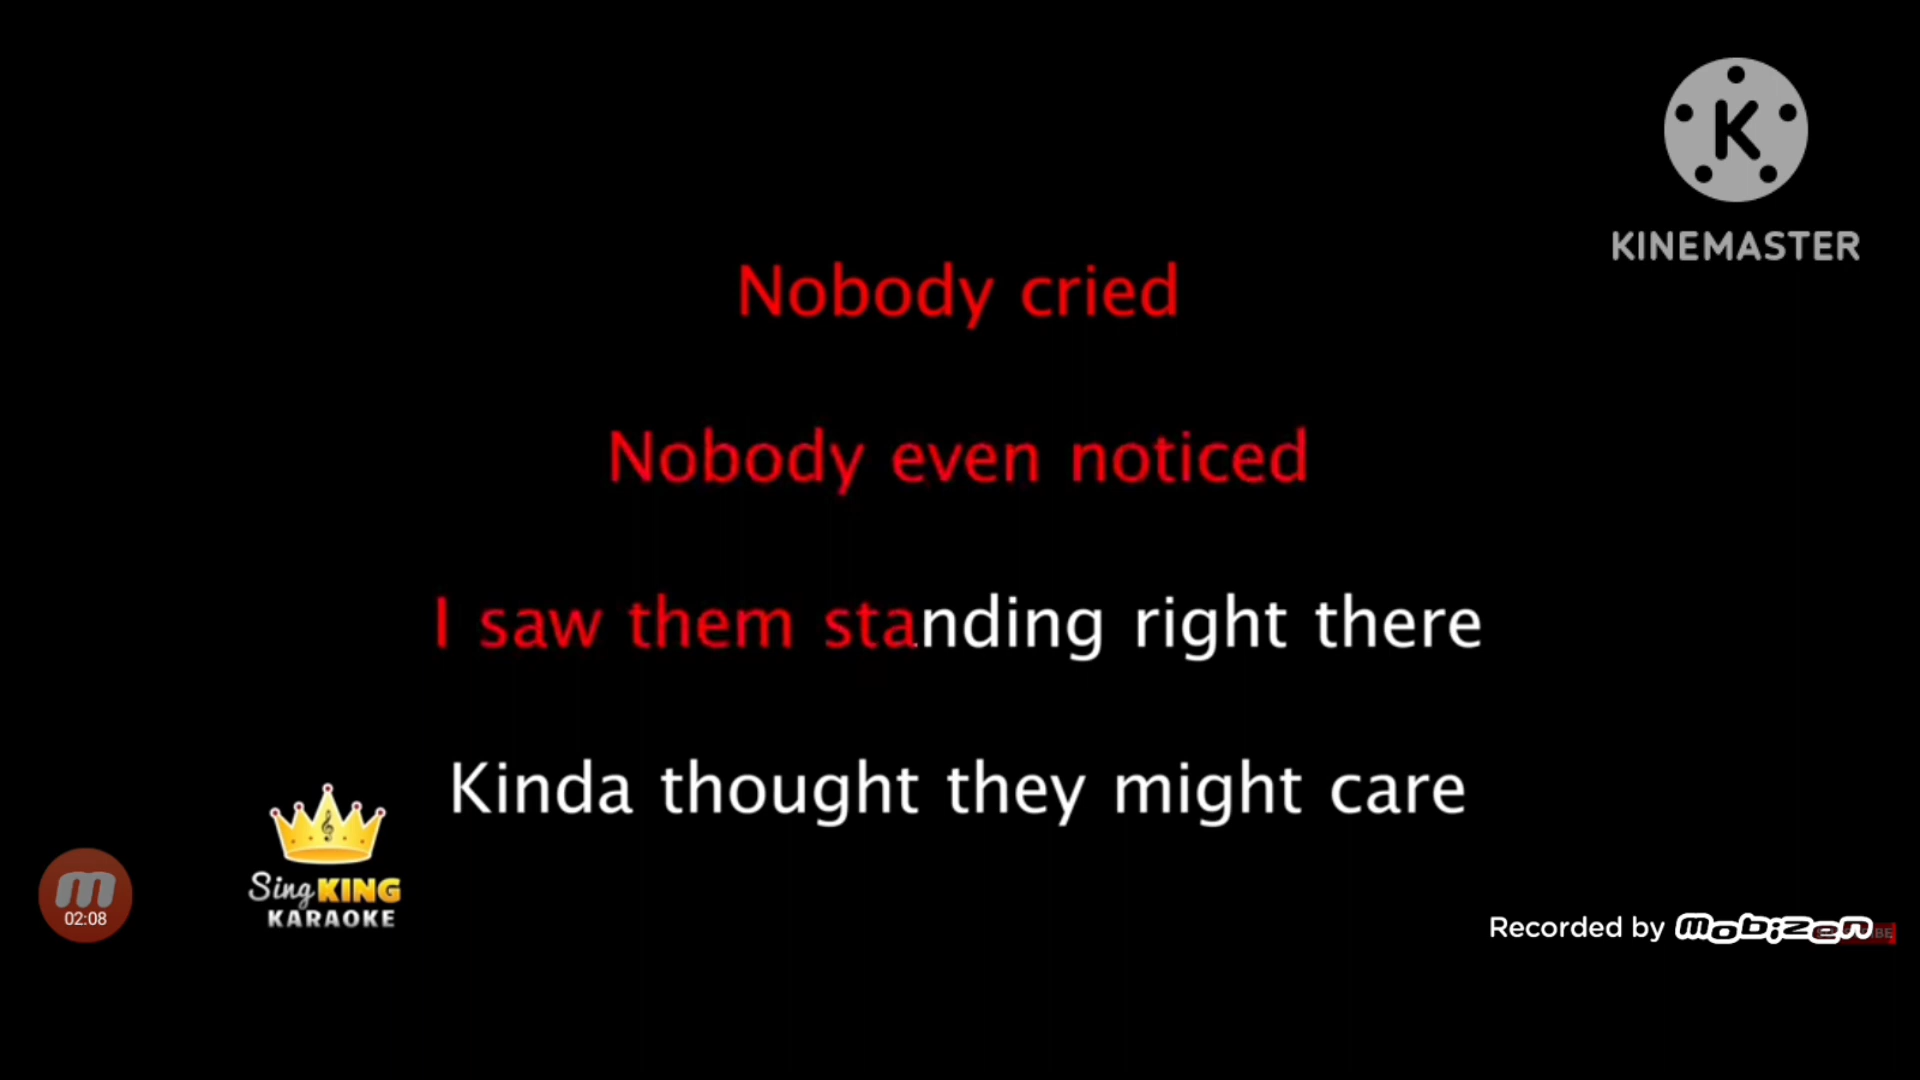 K
KINEMASTER
Nobody cried
Nobody even noticed
I saw them standing right there
Kinda thought they might care
Sing KING
KARAOKE
m
02:08
Recorded by mobizen